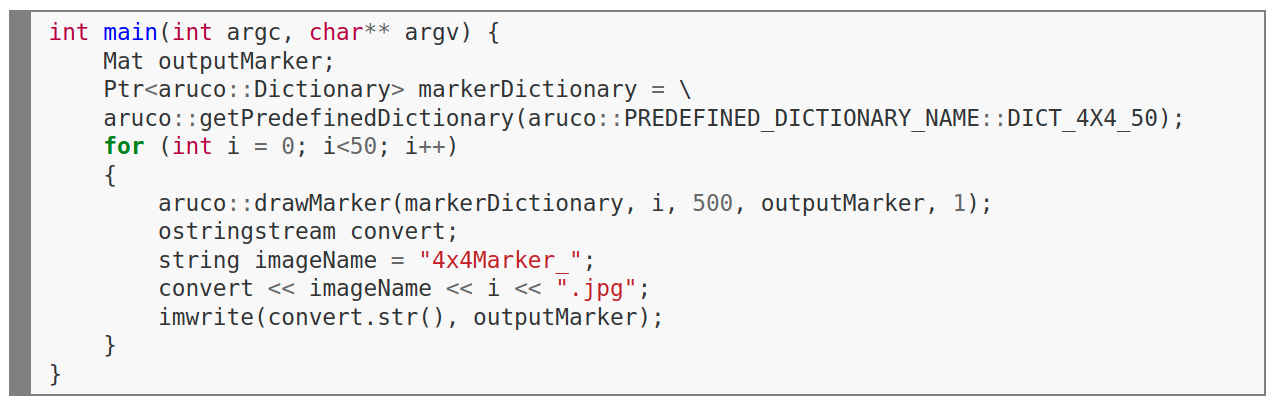 int main(int argc, char** argv) {
    Mat outputMarker;
    Ptr<aruco::Dictionary> markerDictionary = \
    aruco::getPredefinedDictionary(aruco::PREDEFINED_DICTIONARY_NAME::DICT_4X4_50);
    for (int i = 0; i<50; i++)
    {
        aruco::drawMarker(markerDictionary, i, 500, outputMarker, 1);
        ostringstream convert;
        string imageName = "4x4Marker_";
        convert << imageName << i << ".jpg";
        imwrite(convert.str(), outputMarker);
    }
}